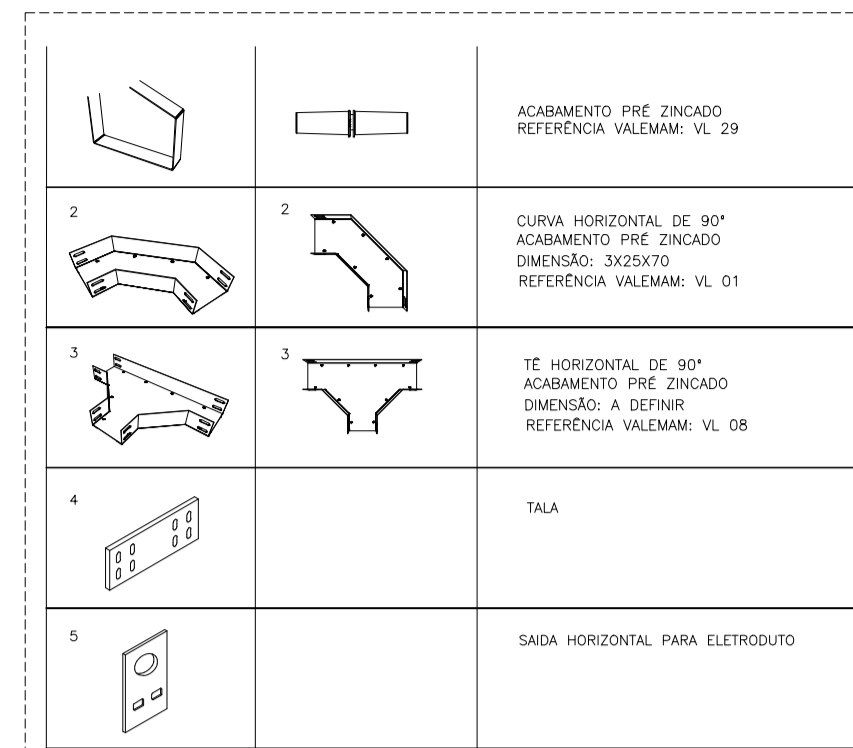 ACABAMENTO PRÉ ZINCADO
REFERÊNCIA VALEMAM: VL 29
2
2
CURVA HORIZONTAL DE 90°
ACABAMENTO PRÉ ZINCADO
DIMENSÃO: 3X25X70
REFERÊNCIA VALEMAM: VL 01
3
3
TÊ HORIZONTAL DE 90°
ACABAMENTO PRÉ ZINCADO
DIMENSÃO: A DEFINIR
REFERÊNCIA VALEMAM: VL 08
4
TALA
5
SAIDA HORIZONTAL PARA ELETRODUTO